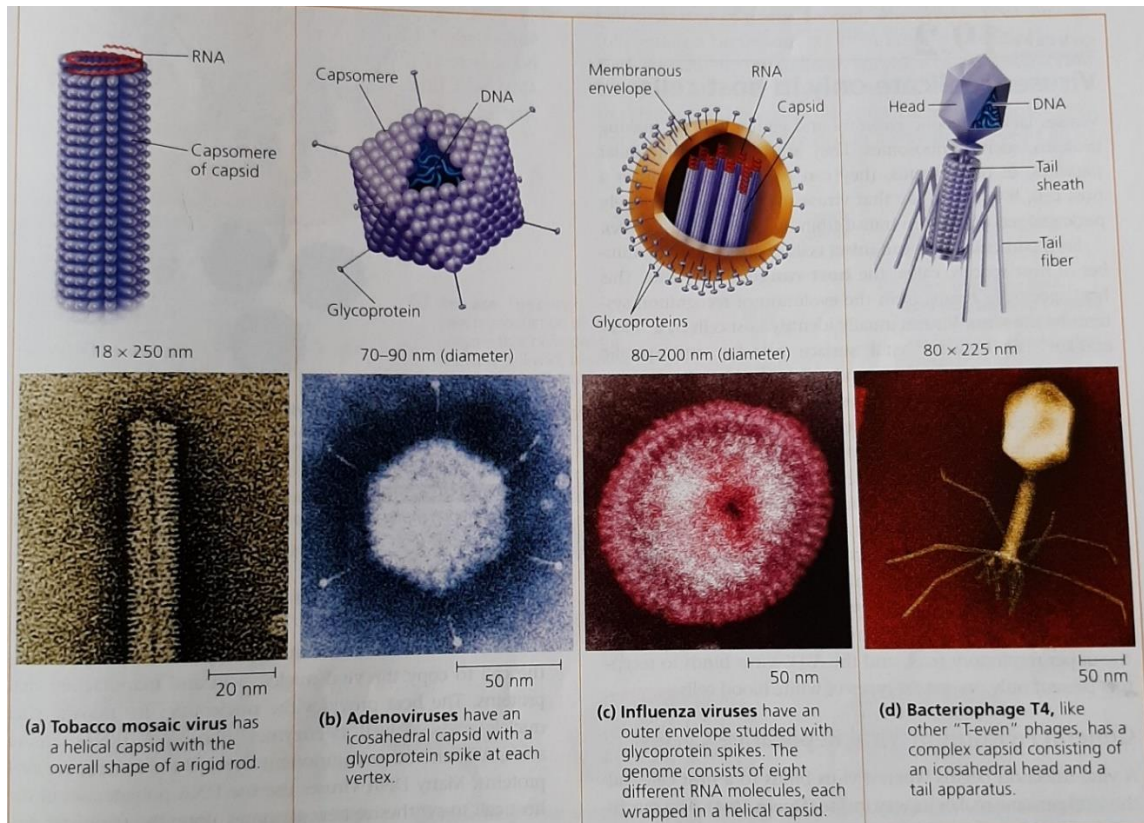 RNA
Capsomere
of capsid
18 × 250 nm
20 nm
(a) Tobacco mosaic virus has
a helical capsid with the
overall shape of a rigid rod.
Capsomere
DNA
Glycoprotein
70–90 nm (diameter)
50 nm
(b) Adenoviruses have an
icosahedral capsid with a
glycoprotein spike at each
vertex.
Membranous
envelope
RNA
Capsid
Glycoproteins
80–200 nm (diameter)
50 nm
(c) Influenza viruses have an
outer envelope studded with
glycoprotein spikes. The
genome consists of eight
different RNA molecules, each
wrapped in a helical capsid.
Head
DNA
Tail
sheath
Tail
fiber
80 × 225 nm
50 nm
(d) Bacteriophage T4, like
other "T-even" phages, has a
complex capsid consisting of
an icosahedral head and a
tail apparatus.